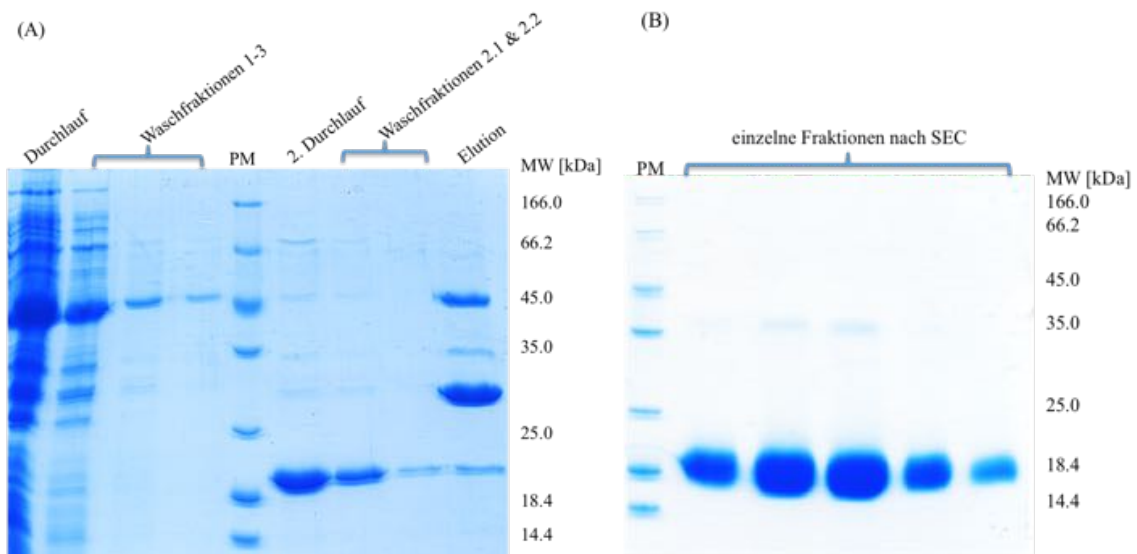 (A)
Durchlauf
Waschfraktionen 1-3
PM
2. Durchlauf
Waschfraktionen 2.1 & 2.2
Elution
MW [kDa]
166.0
66.2
45.0
35.0
25.0
18.4
14.4
(B)
einzelne Fraktionen nach SEC
PM
MW [kDa]
166.0
66.2
45.0
35.0
25.0
18.4
14.4